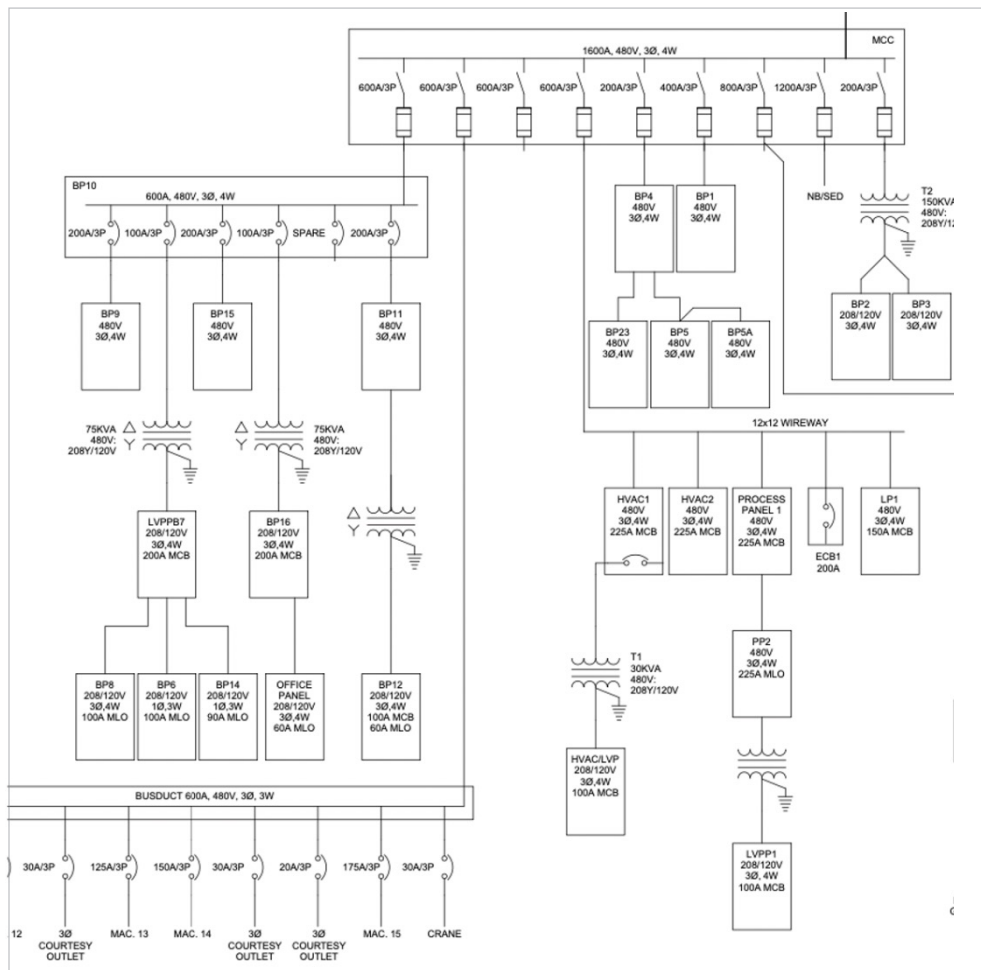 MCC
1600A, 480V, 3Ø, 4W
600A/3P 600A/3P 600A/3P 600A/3P 200A/3P 400A/3P 800A/3P 1200A/3P 200A/3P
BP10
600A, 480V, 3Ø, 4W
200A/3P 100A/3P 200A/3P 100A/3P SPARE 200A/3P
BP4
480V
3Ø,4W
BP1
480V
3Ø,4W
NB/SED
T2
150KVA
480V:
208Y/12
BP23
480V
3Ø,4W
BP5
480V
3Ø,4W
BP5A
480V
3Ø,4W
BP2
208/120V
3Ø,4W
BP3
208/120V
3Ø,4W
BP9
480V
3Ø,4W
BP15
480V
3Ø,4W
BP11
480V
3Ø,4W
75KVA
480V:
208Y/120V
75KVA
480V:
208Y/120V
12x12 WIREWAY
HVAC1
480V
3Ø,4W
225A MCB
HVAC2
480V
3Ø,4W
225A MCB
PROCESS
PANEL 1
480V
3Ø,4W
225A MCB
ECB1
200A
LP1
480V
3Ø,4W
150A MCB
LVPPB7
208/120V
3Ø,4W
200A MCB
BP16
208/120V
3Ø,4W
200A MCB
T1
30KVA
480V:
208Y/120V
PP2
480V
3Ø,4W
225A MLO
BP8
208/120V
3Ø,4W
100A MLO
BP6
208/120V
1Ø,3W
100A MLO
BP14
208/120V
1Ø,3W
90A MLO
OFFICE
PANEL
208/120V
3Ø,4W
60A MLO
BP12
208/120V
3Ø,4W
100A MCB
60A MLO
HVAC/LVP
208/120V
3Ø,4W
100A MCB
LVPP1
208/120V
3Ø, 4W
100A MCB
BUSDUCT 600A, 480V, 3Ø, 3W
30A/3P 125A/3P 150A/3P 30A/3P 20A/3P 175A/3P 30A/3P
12
3Ø
COURTESY
OUTLET
MAC. 13
MAC. 14
3Ø
COURTESY
OUTLET
3Ø
COURTESY
OUTLET
MAC. 15
CRANE